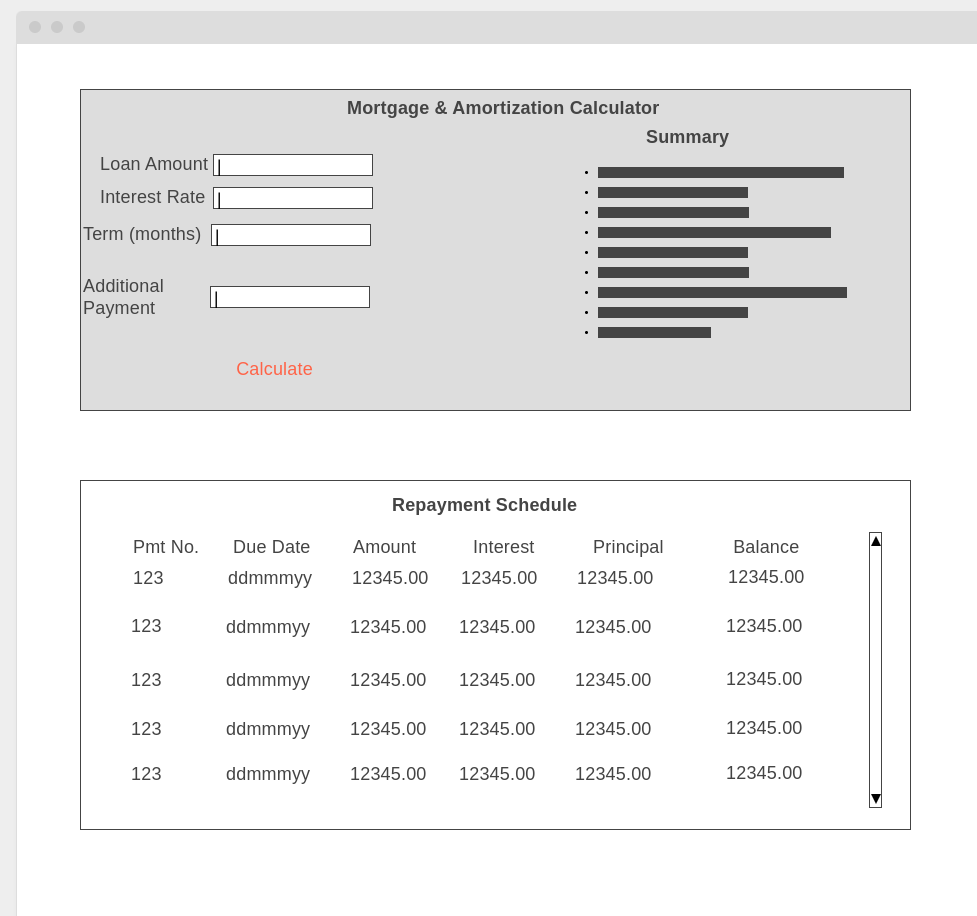 Mortgage & Amortization Calculator
Summary
Loan Amount
Interest Rate
Term (months)
Additional
Payment
Calculate
Repayment Schedule
Pmt No. Due Date Amount Interest Principal Balance
123 ddmmmyy 12345.00 12345.00 12345.00 12345.00
123 ddmmmyy 12345.00 12345.00 12345.00 12345.00
123 ddmmmyy 12345.00 12345.00 12345.00 12345.00
123 ddmmmyy 12345.00 12345.00 12345.00 12345.00
123 ddmmmyy 12345.00 12345.00 12345.00 12345.00